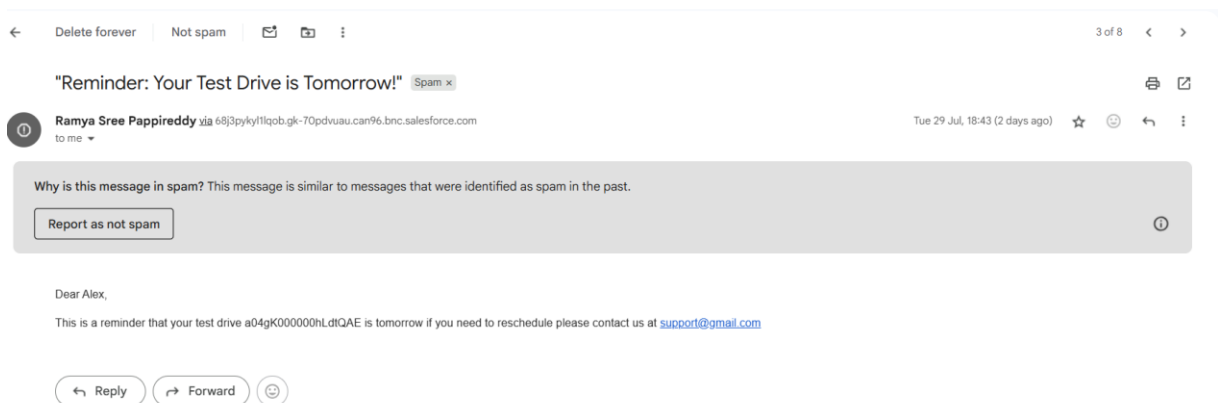 Delete forever Not spam 3 of 8
"Reminder: Your Test Drive is Tomorrow!" Spam ×
Ramya Sree Pappireddy via 68j3pykyl1lqob.gk-70pdvuau.can96.bnc.salesforce.com Tue 29 Jul, 18:43 (2 days ago)
to me
Why is this message in spam? This message is similar to messages that were identified as spam in the past.
Report as not spam
Dear Alex,
This is a reminder that your test drive a04gK000000hLdtQAE is tomorrow if you need to reschedule please contact us at support@gmail.com
Reply Forward